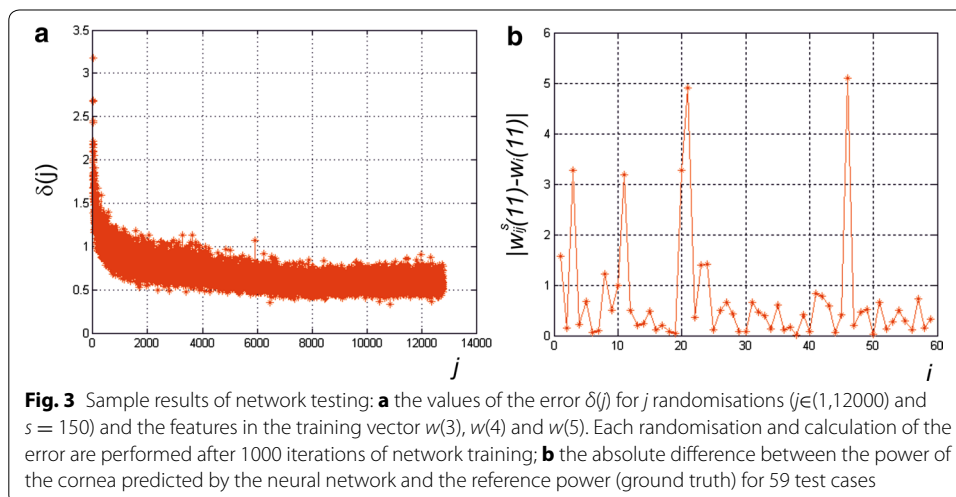 a
3.5
3
2.5
2
1.5
1
0.5
0
δ(j)
0 2000 4000 6000 8000 10000 12000 14000
j
b
6
5
4
3
2
1
0
|w_ij^s(11)-w_i(11)|
0 10 20 30 40 50 60
i
Fig. 3 Sample results of network testing: a the values of the error δ(j) for j randomisations (j∈(1,12000) and
s = 150) and the features in the training vector w(3), w(4) and w(5). Each randomisation and calculation of the
error are performed after 1000 iterations of network training; b the absolute difference between the power of
the cornea predicted by the neural network and the reference power (ground truth) for 59 test cases